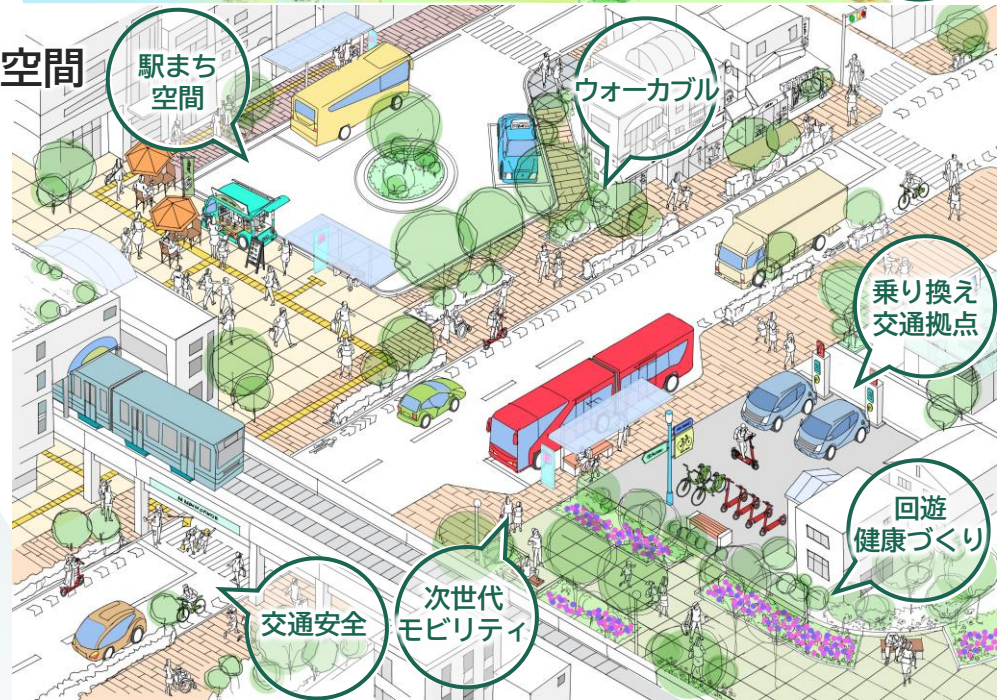 空間
駅まち
空間
ウォーカブル
乗り換え
交通拠点
回遊
健康づくり
次世代
モビリティ
交通安全